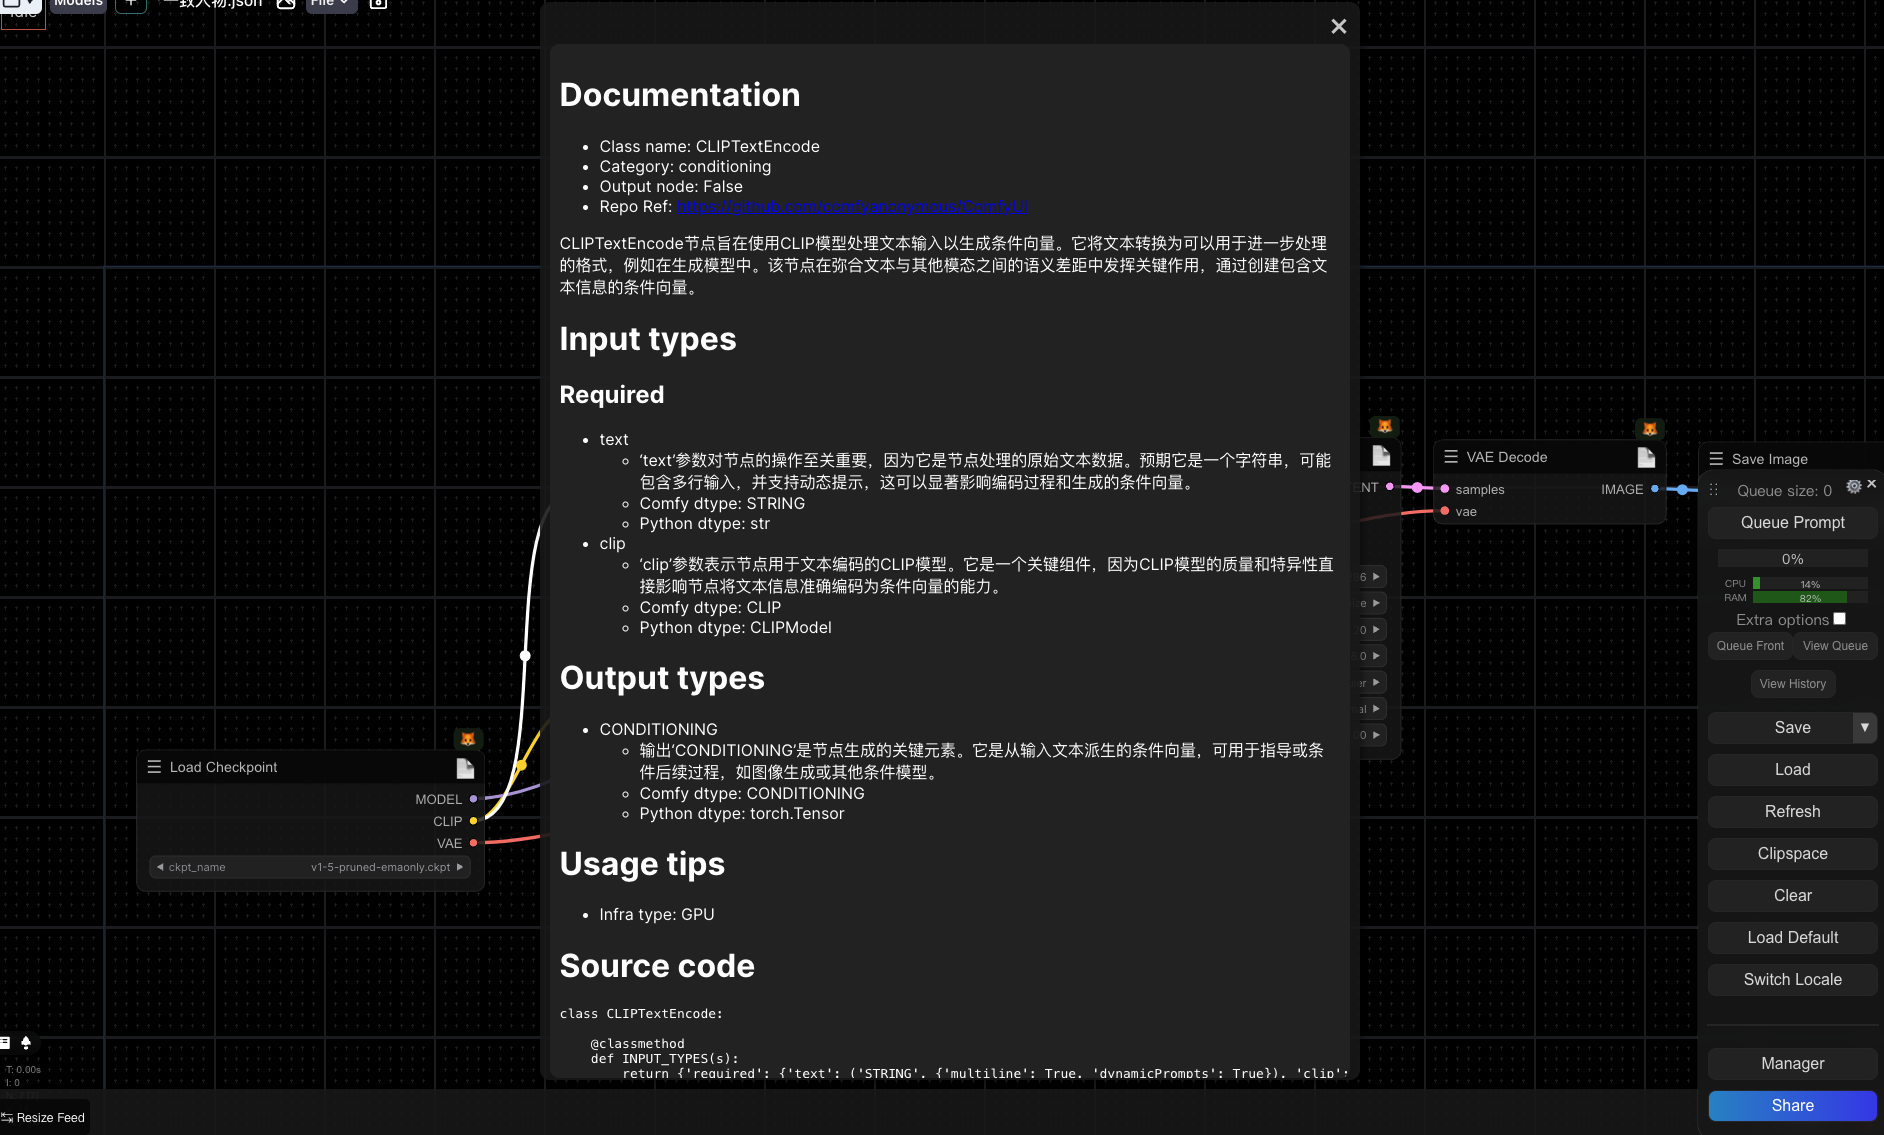 Models
+
一致人物.json
File
Documentation
Class name: CLIPTextEncode
Category: conditioning
Output node: False
Repo Ref: https://github.com/comfyanonymous/ComfyUI
CLIPTextEncode节点旨在使用CLIP模型处理文本输入以生成条件向量。它将文本转换为可以用于进一步处理
的格式，例如在生成模型中。该节点在弥合文本与其他模态之间的语义差距中发挥关键作用，通过创建包含文
本信息的条件向量。
Input types
Required
text
‘text’参数对节点的操作至关重要，因为它是节点处理的原始文本数据。预期它是一个字符串，可能
包含多行输入，并支持动态提示，这可以显著影响编码过程和生成的条件向量。
Comfy dtype: STRING
Python dtype: str
clip
‘clip’参数表示节点用于文本编码的CLIP模型。它是一个关键组件，因为CLIP模型的质量和特异性直
接影响节点将文本信息准确编码为条件向量的能力。
Comfy dtype: CLIP
Python dtype: CLIPModel
Output types
CONDITIONING
输出‘CONDITIONING’是节点生成的关键元素。它是从输入文本派生的条件向量，可用于指导或条
件后续过程，如图像生成或其他条件模型。
Comfy dtype: CONDITIONING
Python dtype: torch.Tensor
Usage tips
Infra type: GPU
Source code
class CLIPTextEncode:
@classmethod
def INPUT_TYPES(s):
return {'required': {'text': ('STRING', {'multiline': True, 'dynamicPrompts': True}), 'clip':
Load Checkpoint
MODEL
CLIP
VAE
ckpt_name v1-5-pruned-emaonly.ckpt
VAE Decode
samples IMAGE
vae
Save Image
Queue size: 0
Queue Prompt
0%
CPU 14%
RAM 82%
Extra options
Queue Front View Queue
View History
Save
Load
Refresh
Clipspace
Clear
Load Default
Switch Locale
Manager
Share
T: 0.00s
I: 0
Resize Feed